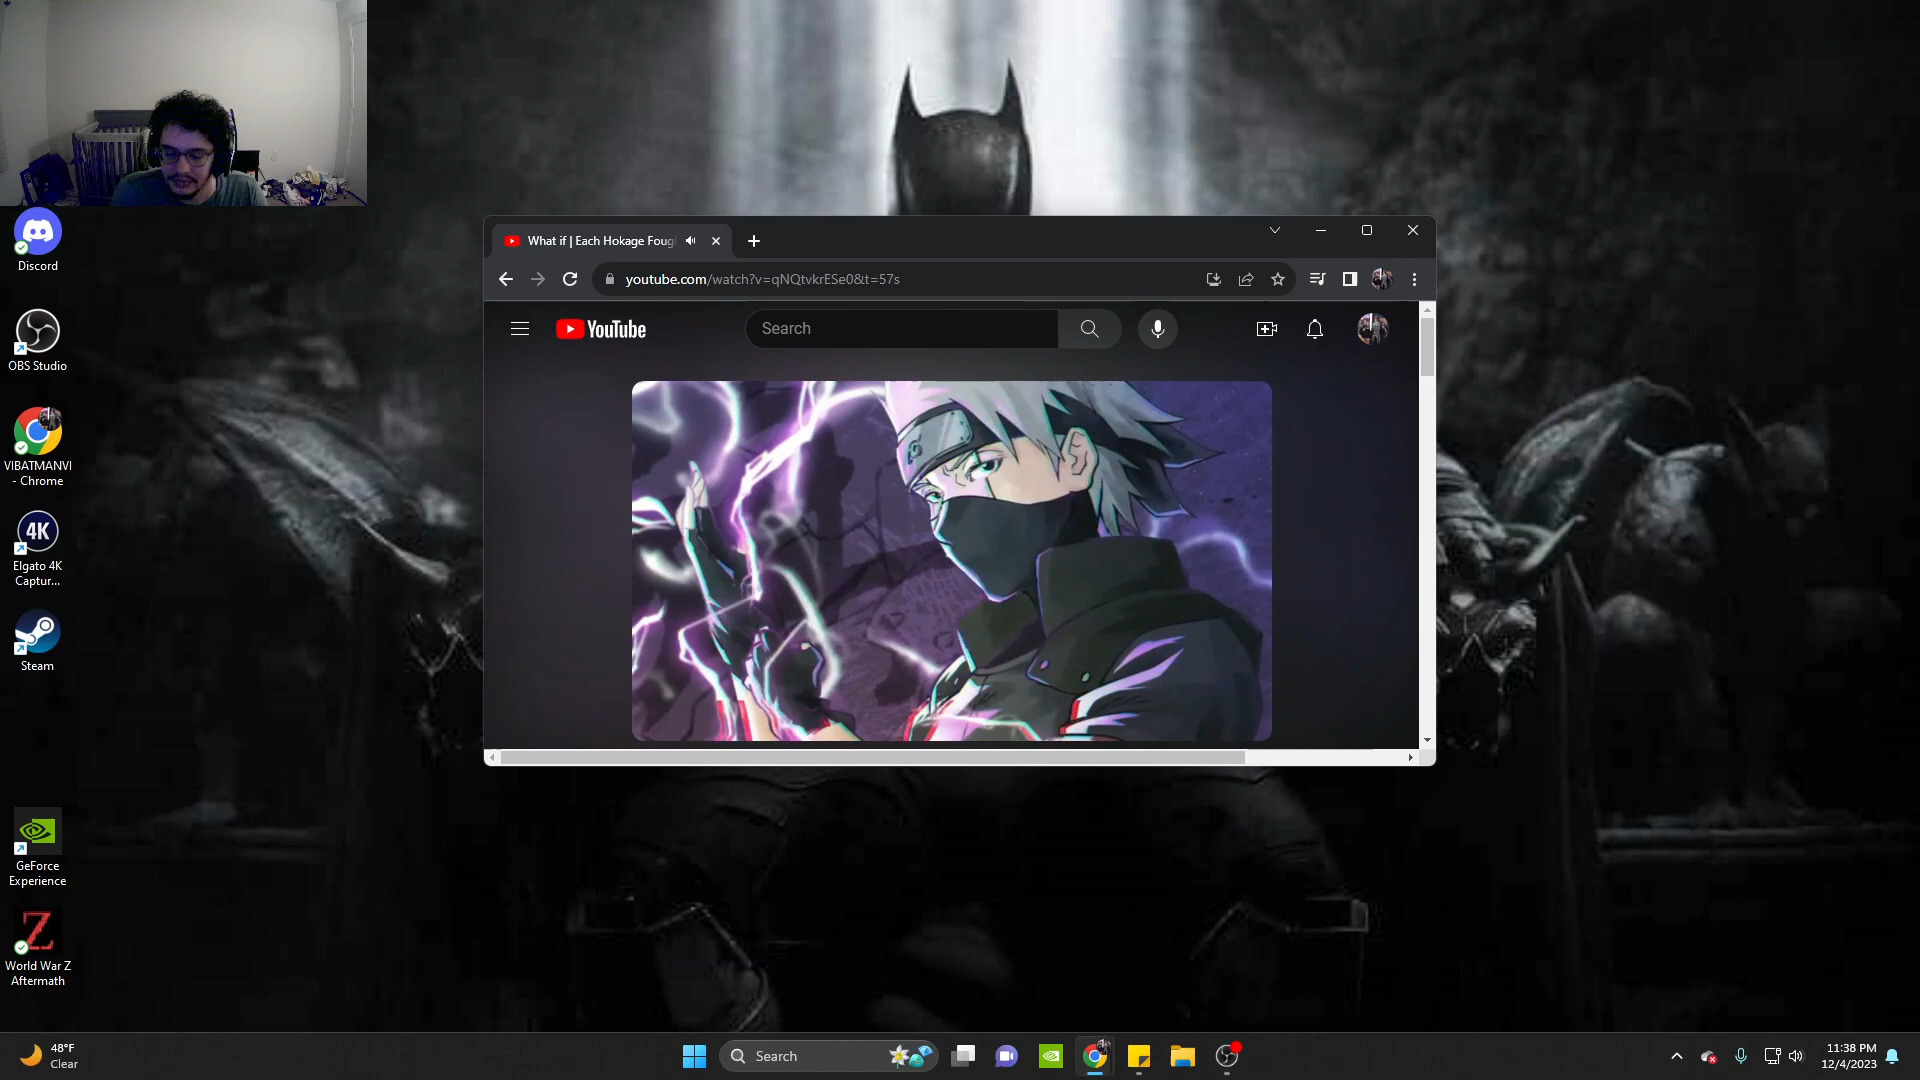 What if | Each Hokage Foug
youtube.com/watch?v=qNQtvkrESe0&t=57s
YouTube
Search
Discord
OBS Studio
VIBATMANVI
- Chrome
4K
Elgato 4K
Captur...
Steam
GeForce
Experience
Z
World War Z
Aftermath
48°F
Clear
Search
11:38 PM
12/4/2023